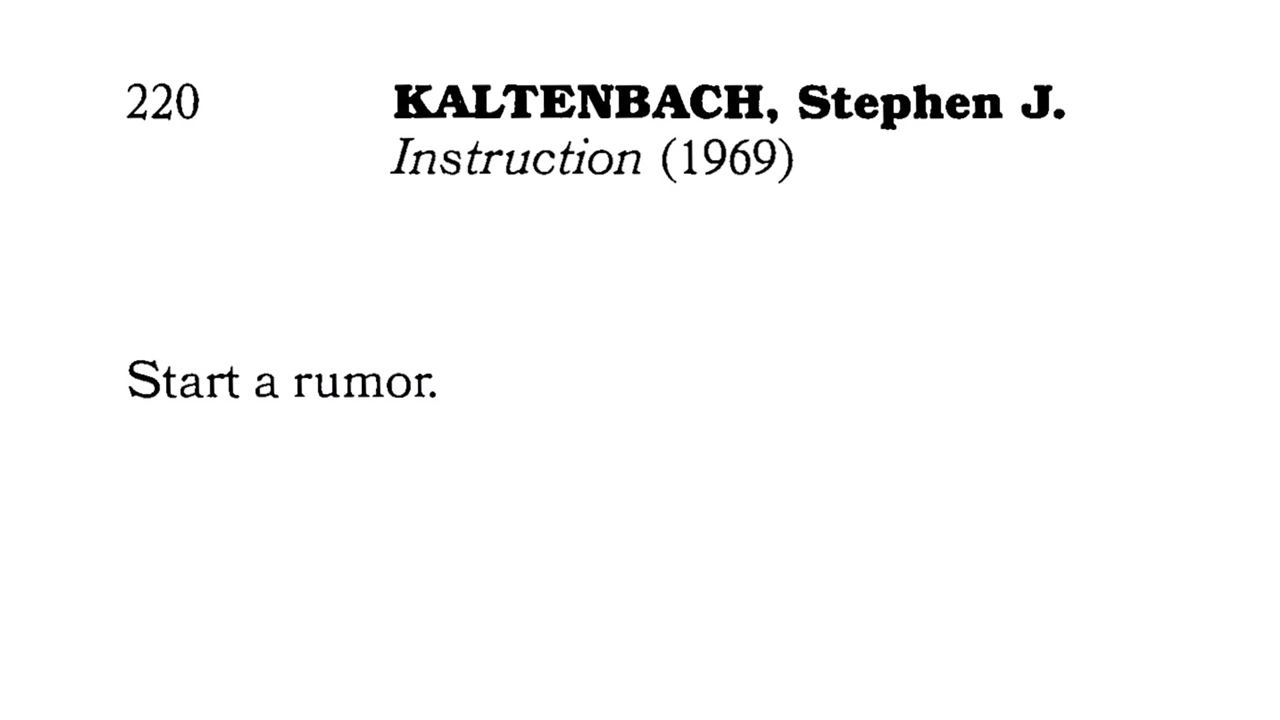 220 KALTENBACH, Stephen J.
Instruction (1969)
Start a rumor.